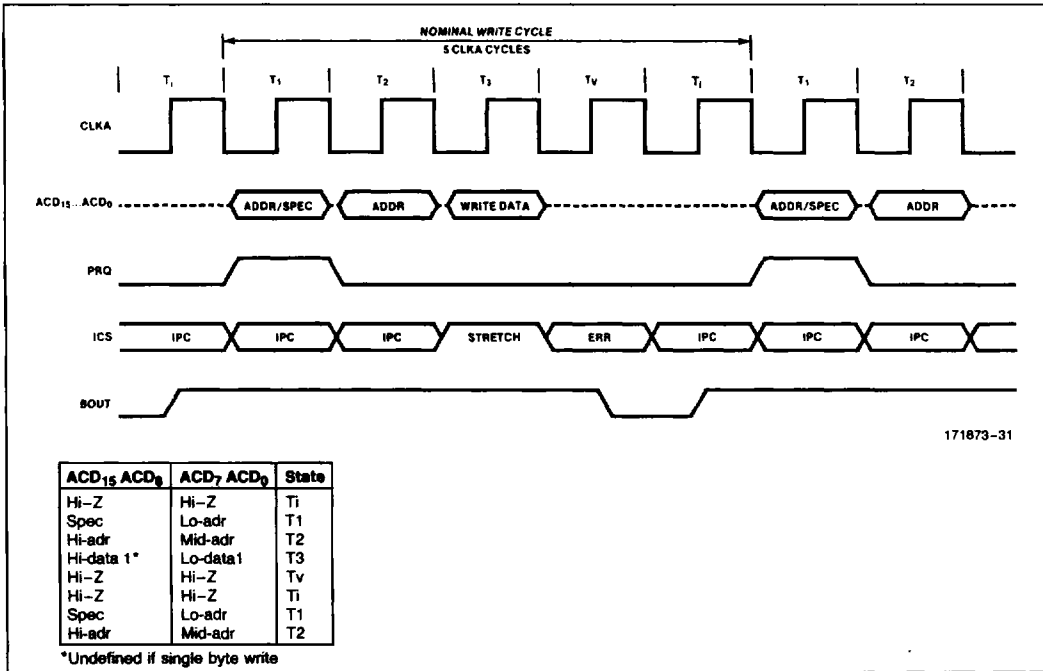 NOMINAL WRITE CYCLE
5 CLKA CYCLES
Ti T1 T2 T3 TV Ti T1 T2
CLKA
ACD15...ACD0 ADDR/SPEC ADDR WRITE DATA ADDR/SPEC ADDR
PRQ
ICS IPC IPC IPC STRETCH ERR IPC IPC IPC
BOUT
171873-31
ACD15 ACD8 ACD7 ACD0 State
Hi-Z Hi-Z Ti
Spec Lo-adr T1
Hi-adr Mid-adr T2
Hi-data 1* Lo-data1 T3
Hi-Z Hi-Z Tv
Hi-Z Hi-Z Ti
Spec Lo-adr T1
Hi-adr Mid-adr T2
*Undefined if single byte write